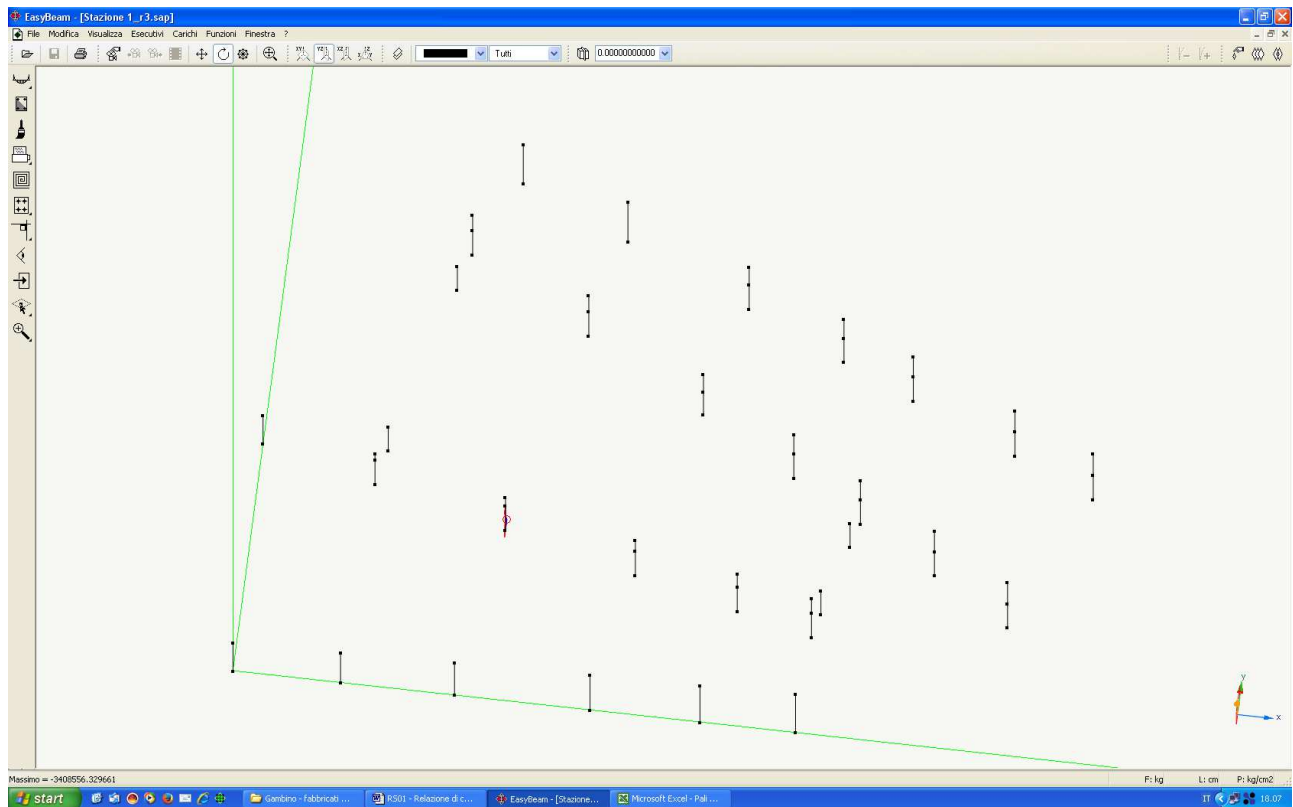 EasyBeam - [Stazione 1_r3.sap]
File Modifica Visualizza Esecutivi Carichi Funzioni Finestra ?
Tutti 0.00000000000
Y
x
Massimo = -3408556.329661 F: kg L: cm P: kg/cm2
start Gambino - fabbricati ... RS01 - Relazione di c... EasyBeam - [Stazione... Microsoft Excel - Pali ... IT 18.07